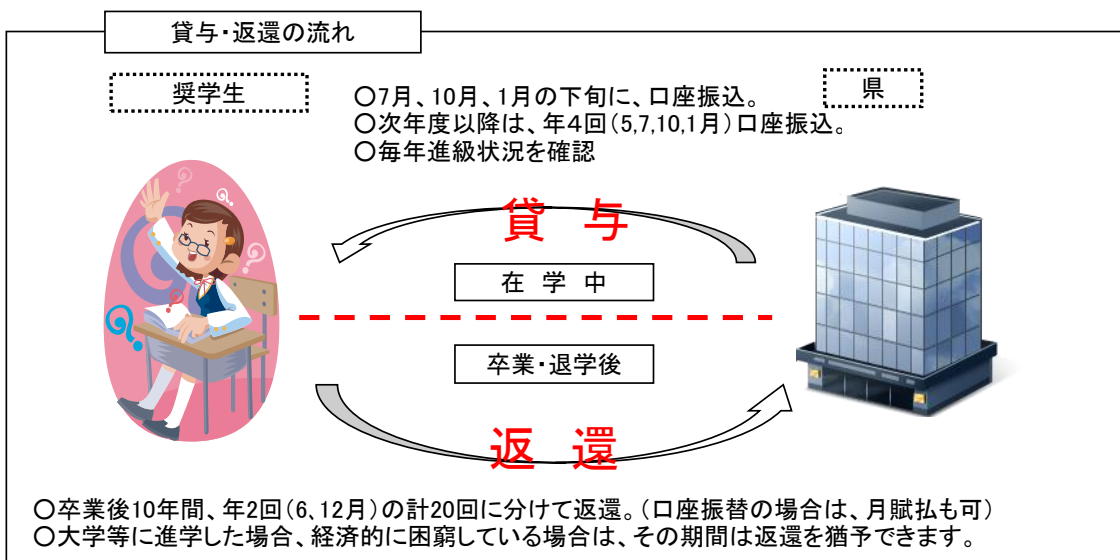 貸与・返還の流れ
奨学生
県
○7月、10月、1月の下旬に、口座振込。
○次年度以降は、年4回(5,7,10,1月)口座振込。
○毎年進級状況を確認
貸 与
在 学 中
卒業・退学後
返 還
○卒業後10年間、年2回(6、12月)の計20回に分けて返還。(口座振替の場合は、月賦払も可)
○大学等に進学した場合、経済的に困窮している場合は、その期間は返還を猶予できます。